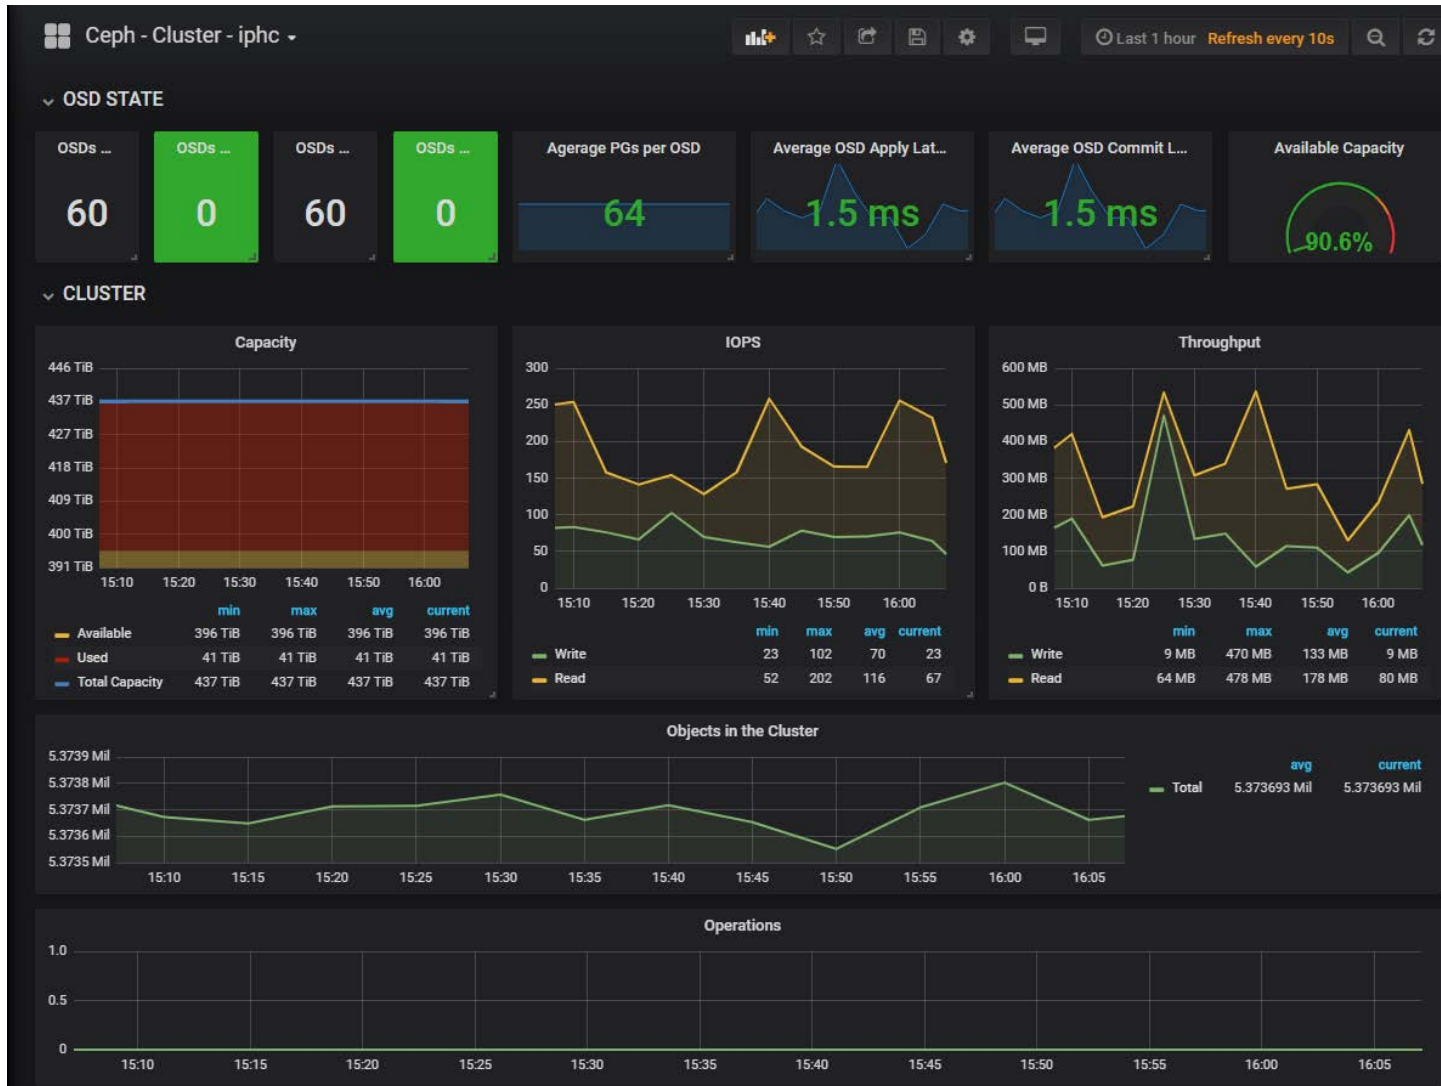 Ceph - Cluster - iphc
Last 1 hour Refresh every 10s
OSD STATE
OSDs ...
60
OSDs ...
0
OSDs ...
60
OSDs ...
0
Agerage PGs per OSD
64
Average OSD Apply Lat...
1.5 ms
Average OSD Commit L...
1.5 ms
Available Capacity
90.6%
CLUSTER
Capacity
446 TiB
437 TiB
427 TiB
418 TiB
409 TiB
400 TiB
391 TiB
15:10 15:20 15:30 15:40 15:50 16:00
min max avg current
Available 396 TiB 396 TiB 396 TiB 396 TiB
Used 41 TiB 41 TiB 41 TiB 41 TiB
Total Capacity 437 TiB 437 TiB 437 TiB 437 TiB
IOPS
300
250
200
150
100
50
0
15:10 15:20 15:30 15:40 15:50 16:00
min max avg current
Write 23 102 70 23
Read 52 202 116 67
Throughput
600 MB
500 MB
400 MB
300 MB
200 MB
100 MB
0 B
15:10 15:20 15:30 15:40 15:50 16:00
min max avg current
Write 9 MB 470 MB 133 MB 9 MB
Read 64 MB 478 MB 178 MB 80 MB
Objects in the Cluster
5.3739 Mil
5.3738 Mil
5.3737 Mil
5.3736 Mil
5.3735 Mil
15:10 15:15 15:20 15:25 15:30 15:35 15:40 15:45 15:50 15:55 16:00 16:05
avg current
Total 5.373693 Mil 5.373693 Mil
Operations
1.0
0.5
0
15:10 15:15 15:20 15:25 15:30 15:35 15:40 15:45 15:50 15:55 16:00 16:05